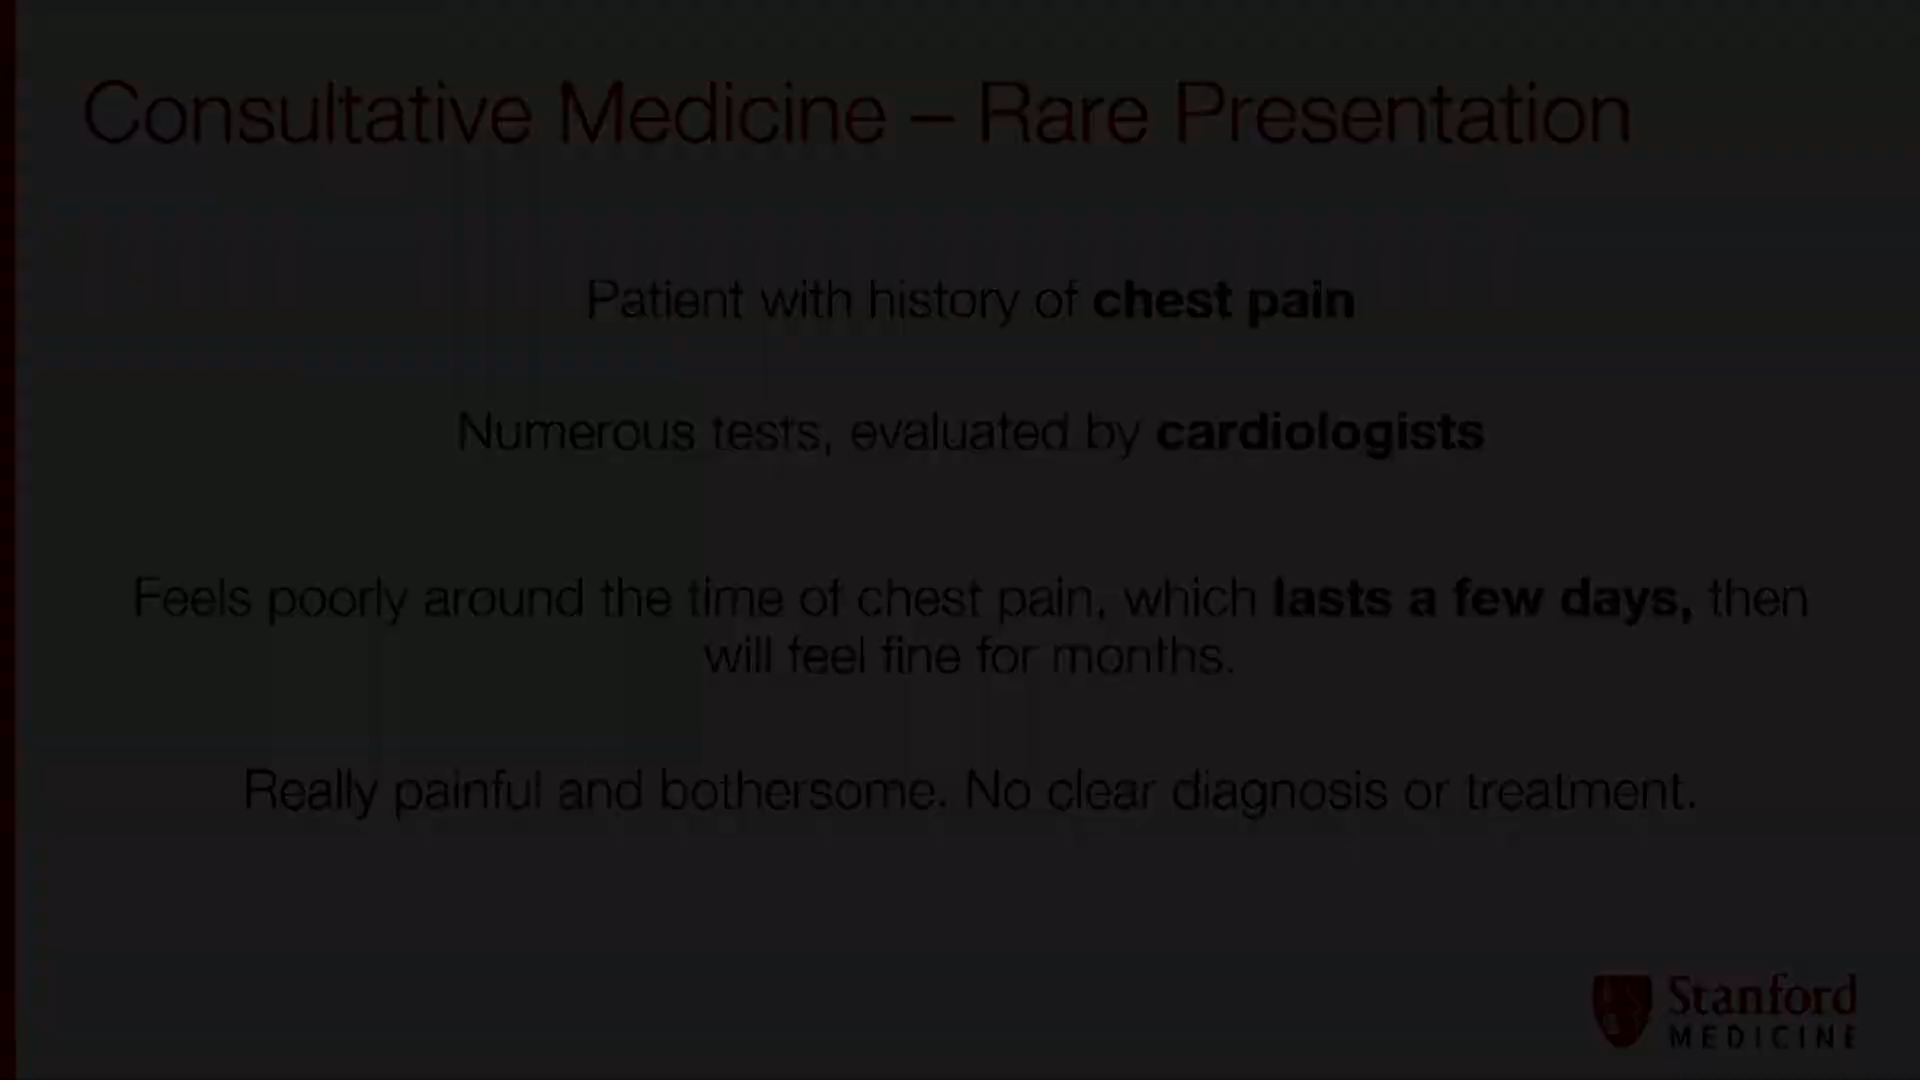 Consultative Medicine – Rare Presentation
Patient with history of chest pain
Numerous tests, evaluated by cardiologists
Feels poorly around the time of chest pain, which lasts a few days, then
will feel fine for months.
Really painful and bothersome. No clear diagnosis or treatment.
Stanford
MEDICINE